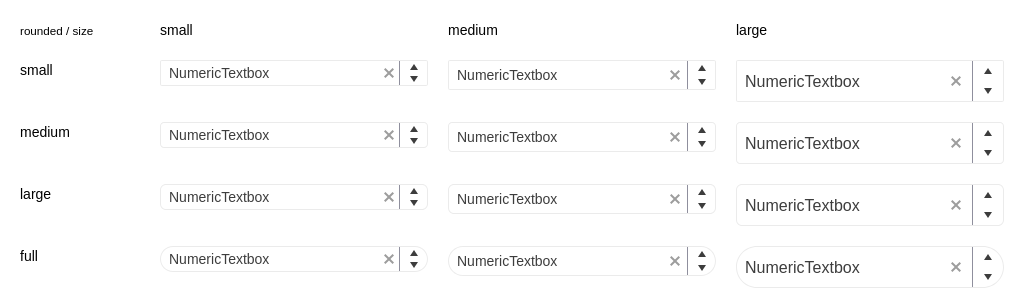 rounded / size small medium large
small NumericTextbox NumericTextbox NumericTextbox
medium NumericTextbox NumericTextbox NumericTextbox
large NumericTextbox NumericTextbox NumericTextbox
full NumericTextbox NumericTextbox NumericTextbox